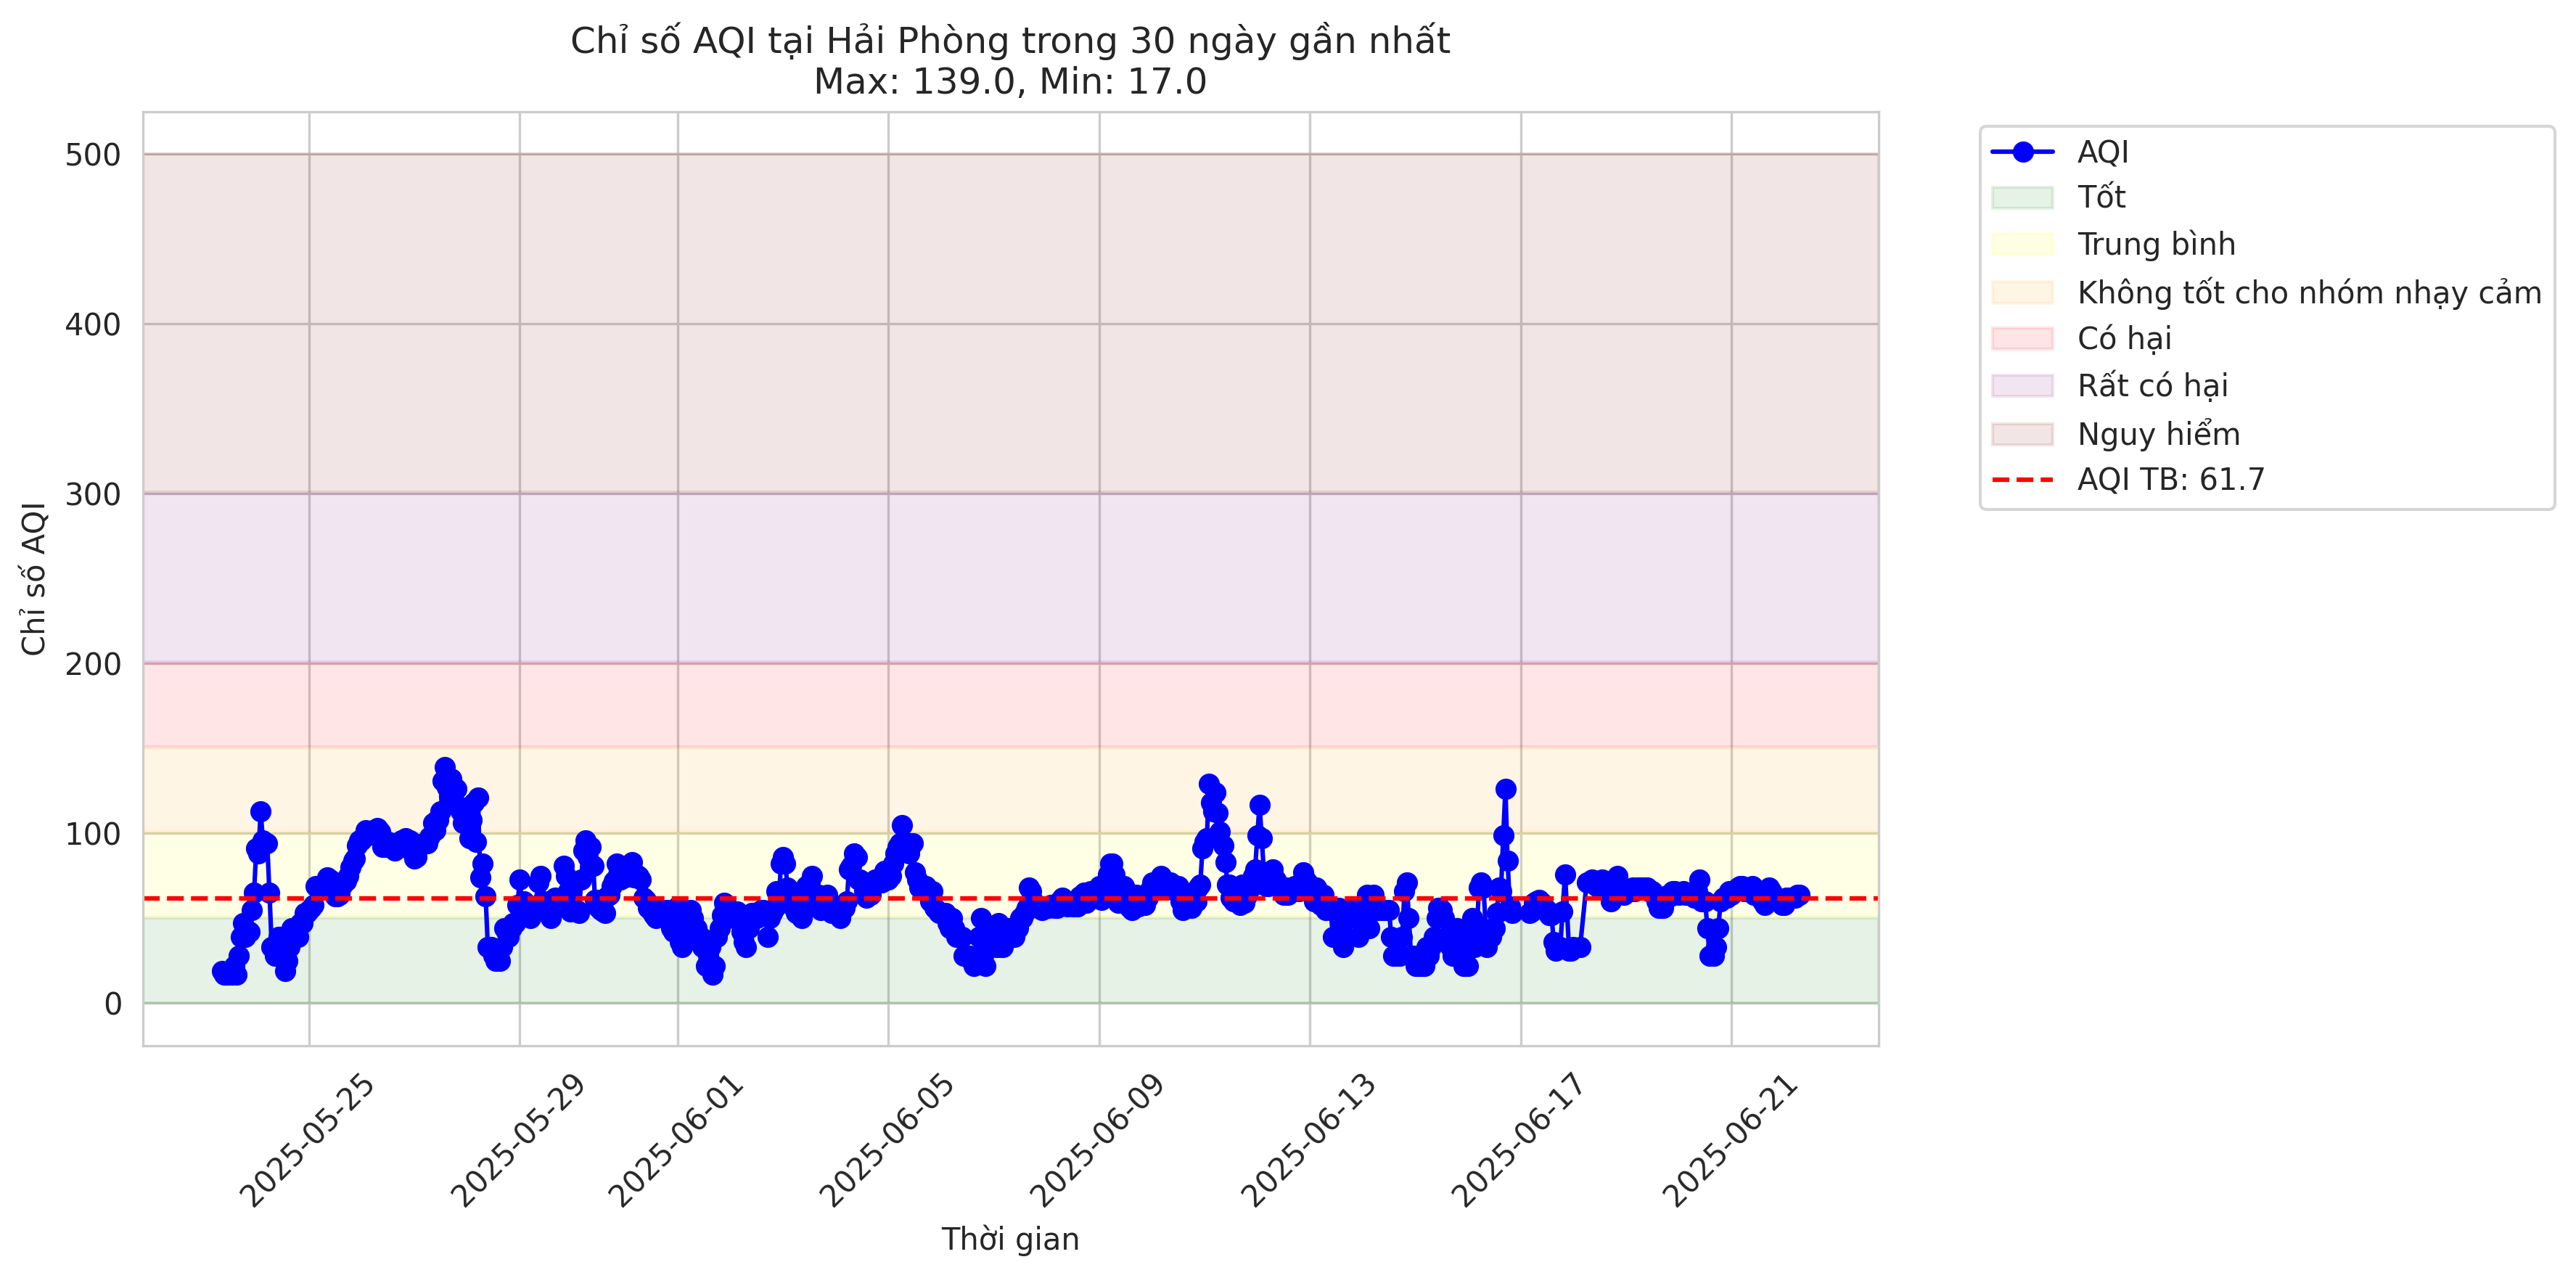 Chỉ số AQI tại Hải Phòng trong 30 ngày gần nhất
Max: 139.0, Min: 17.0
Chỉ số AQI
500
400
300
200
100
0
2025-05-25
2025-05-29
2025-06-01
2025-06-05
2025-06-09
2025-06-13
2025-06-17
2025-06-21
Thời gian
AQI
Tốt
Trung bình
Không tốt cho nhóm nhạy cảm
Có hại
Rất có hại
Nguy hiểm
AQI TB: 61.7